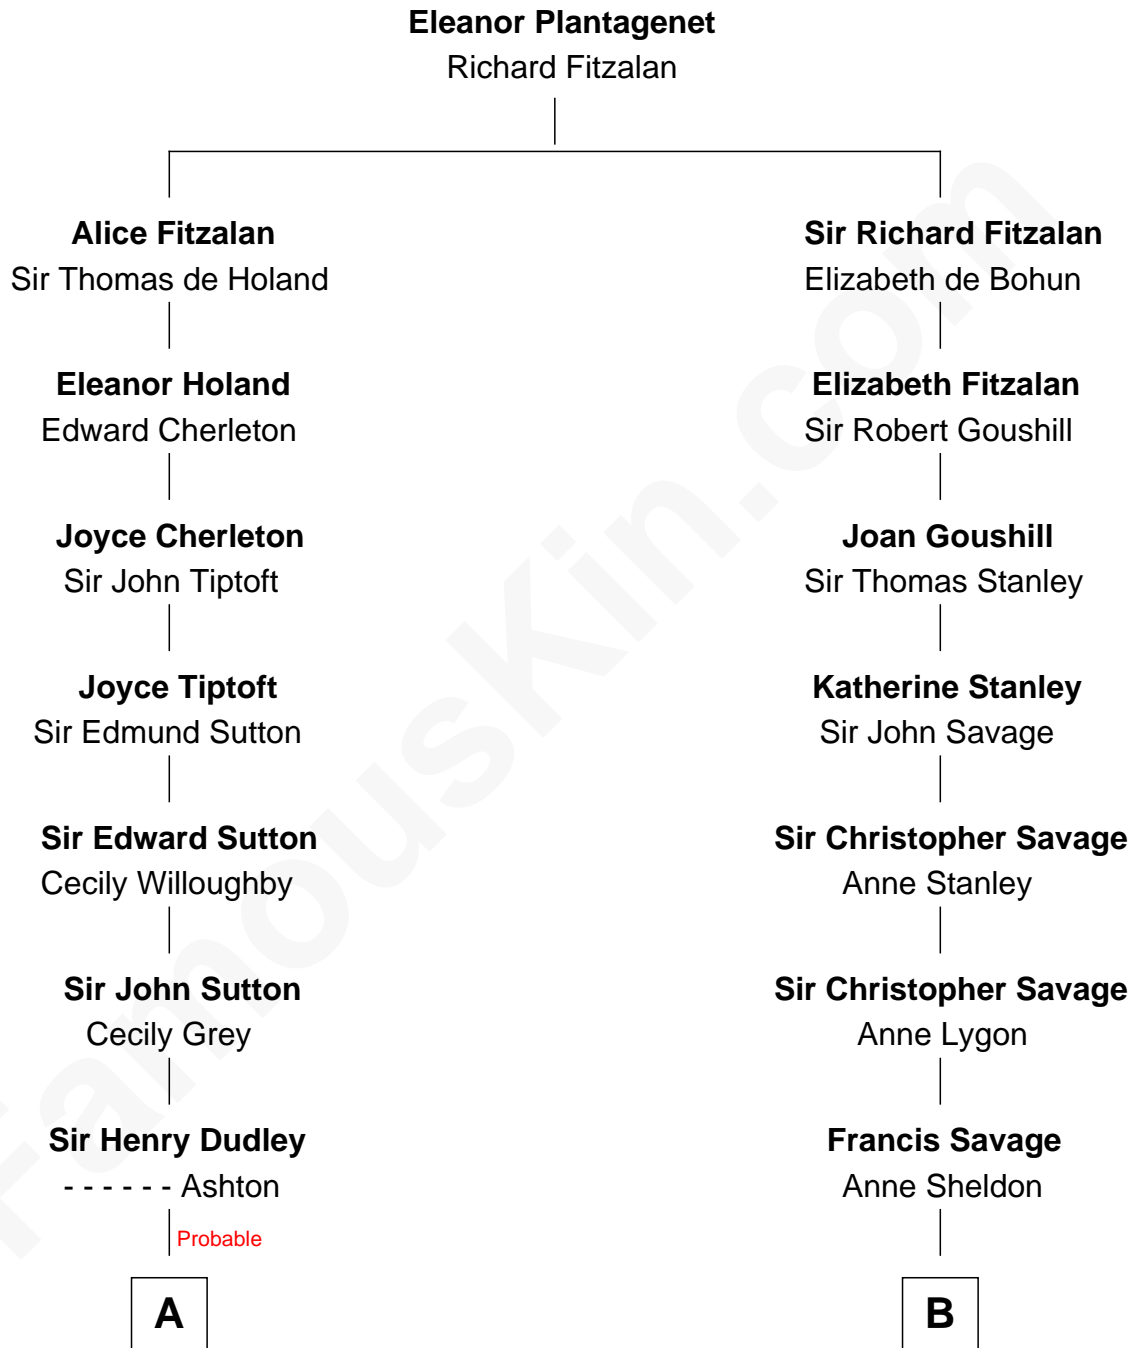 Eleanor Plantagenet
Richard Fitzalan
Alice Fitzalan
Sir Thomas de Holand
Sir Richard Fitzalan
Elizabeth de Bohun
Eleanor Holand
Edward Cherleton
Elizabeth Fitzalan
Sir Robert Goushill
Joyce Cherleton
Sir John Tiptoft
Joan Goushill
Sir Thomas Stanley
Joyce Tiptoft
Sir Edmund Sutton
Katherine Stanley
Sir John Savage
Sir Edward Sutton
Cecily Willoughby
Sir Christopher Savage
Anne Stanley
Sir John Sutton
Cecily Grey
Sir Christopher Savage
Anne Lygon
Sir Henry Dudley
- - - - - - Ashton
Francis Savage
Anne Sheldon
Probable
A
B
FamousKin.com